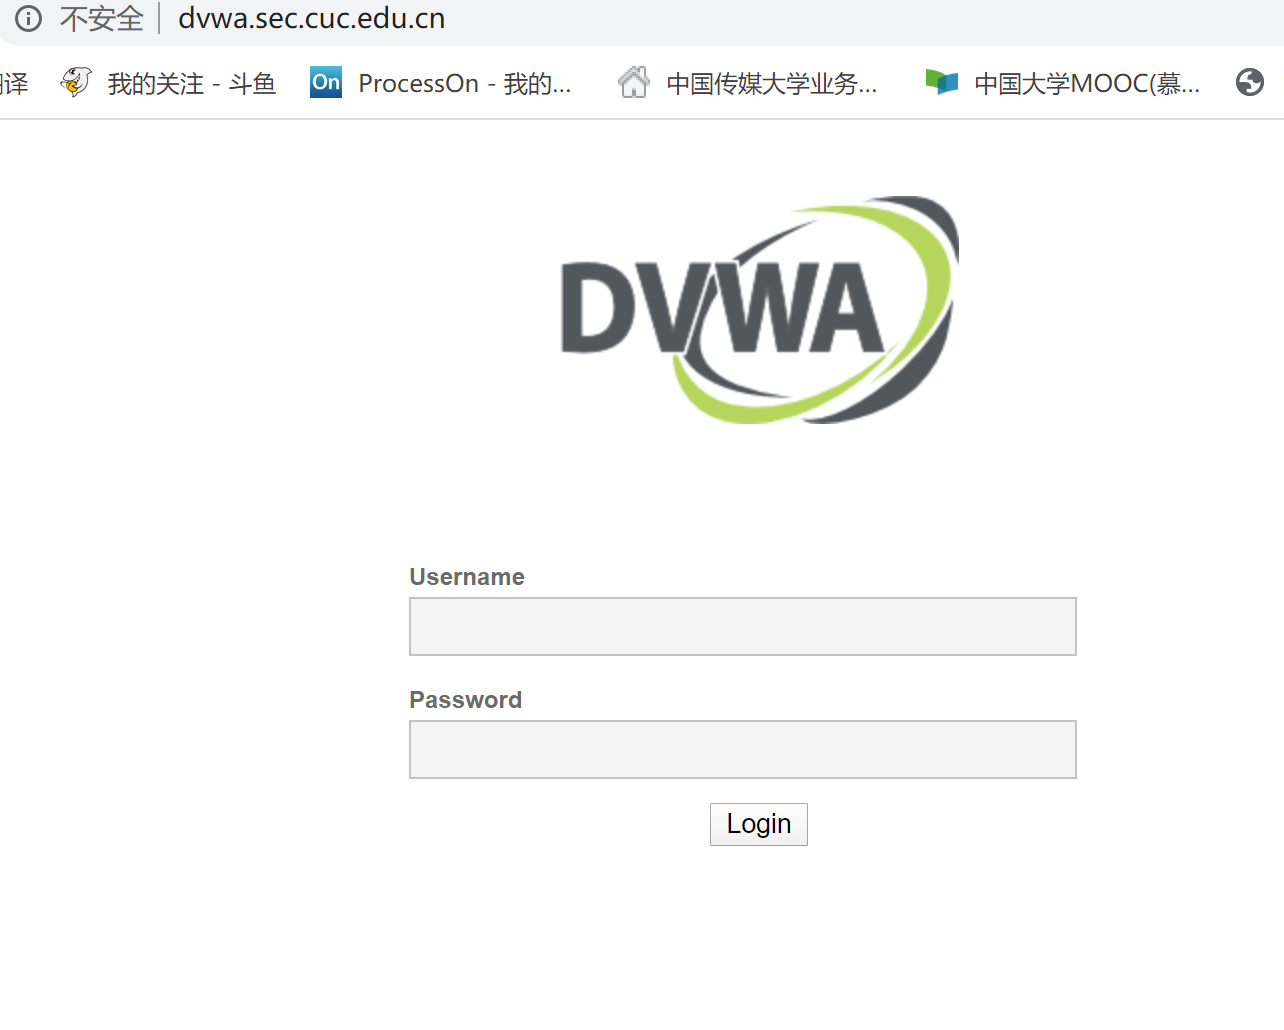 不安全 dvwa.sec.cuc.edu.cn
译 我的关注 - 斗鱼 On ProcessOn - 我的... 中国传媒大学业务... 中国大学MOOC(慕...
DVWA
Username
Password
Login